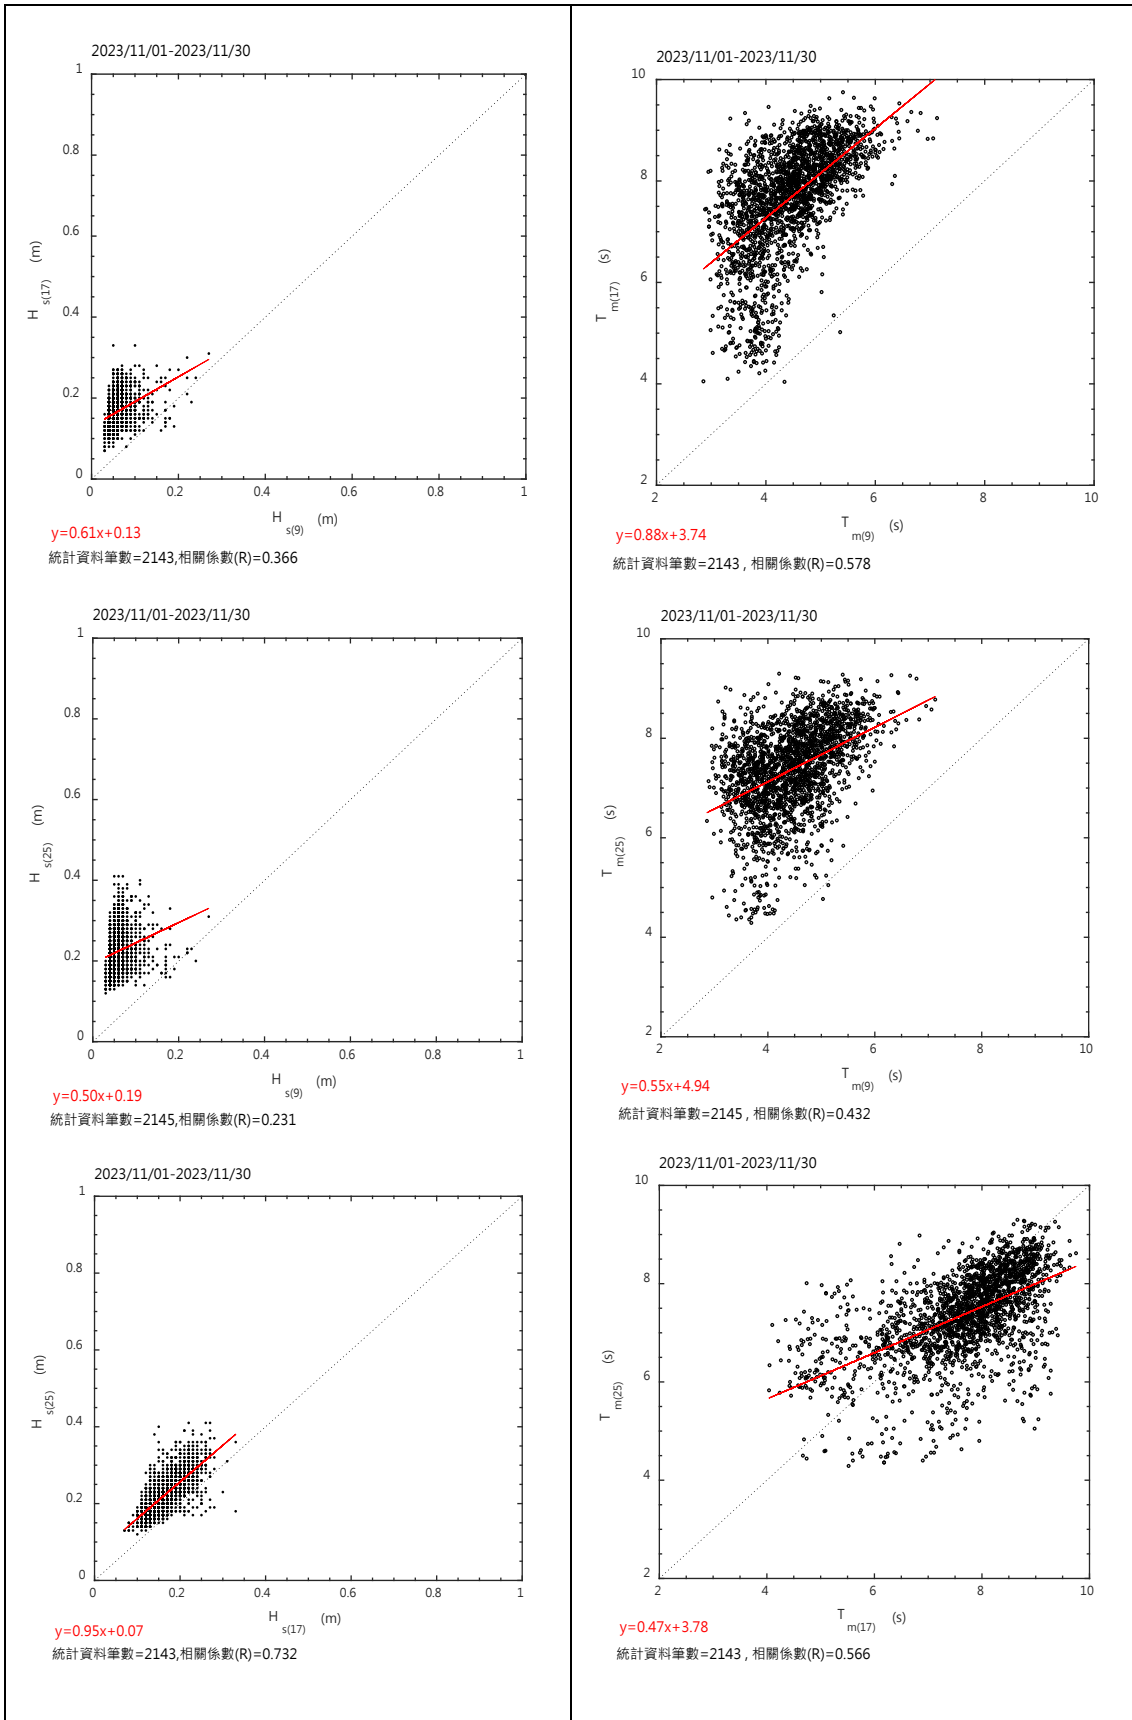 2023/11/01-2023/11/30
1
0.8
0.6
0.4
0.2
0
0 0.2 0.4 0.6 0.8 1
H s(17) (m)
H s(9) (m)
y=0.61x+0.13
統計資料筆數=2143,相關係數(R)=0.366
2023/11/01-2023/11/30
10
8
6
4
2
2 4 6 8 10
T m(17) (s)
T m(9) (s)
y=0.88x+3.74
統計資料筆數=2143 , 相關係數(R)=0.578
2023/11/01-2023/11/30
1
0.8
0.6
0.4
0.2
0
0 0.2 0.4 0.6 0.8 1
H s(25) (m)
H s(9) (m)
y=0.50x+0.19
統計資料筆數=2145,相關係數(R)=0.231
2023/11/01-2023/11/30
10
8
6
4
2
2 4 6 8 10
T m(25) (s)
T m(9) (s)
y=0.55x+4.94
統計資料筆數=2145 , 相關係數(R)=0.432
2023/11/01-2023/11/30
1
0.8
0.6
0.4
0.2
0
0 0.2 0.4 0.6 0.8 1
H s(25) (m)
H s(17) (m)
y=0.95x+0.07
統計資料筆數=2143,相關係數(R)=0.732
2023/11/01-2023/11/30
10
8
6
4
2
2 4 6 8 10
T m(25) (s)
T m(17) (s)
y=0.47x+3.78
統計資料筆數=2143 , 相關係數(R)=0.566